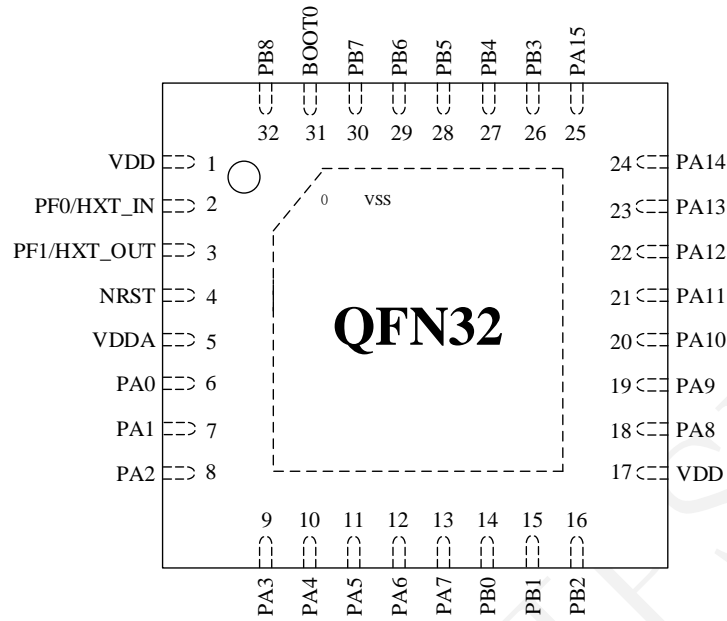 PB8 BOOT0 PB7 PB6 PB5 PB4 PB3 PA15
32 31 30 29 28 27 26 25
VDD 1 24 PA14
PF0/HXT_IN 2 23 PA13
0 VSS
PF1/HXT_OUT 3 22 PA12
NRST 4 21 PA11
QFN32
VDDA 5 20 PA10
PA0 6 19 PA9
PA1 7 18 PA8
PA2 8 17 VDD
9 10 11 12 13 14 15 16
PA3 PA4 PA5 PA6 PA7 PB0 PB1 PB2